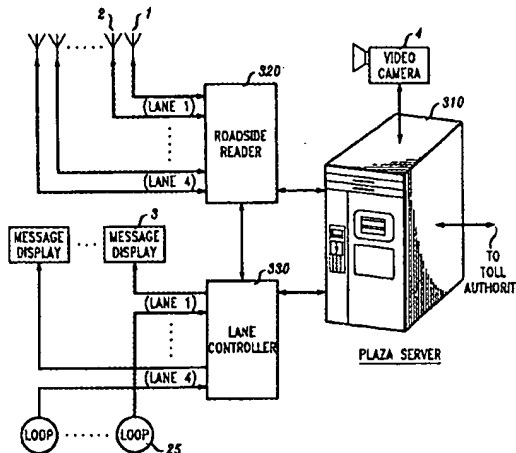 2
1
4
320
VIDEO
CAMERA
310
(LANE 1)
ROADSIDE
READER
(LANE 4)
3
MESSAGE
DISPLAY
MESSAGE
DISPLAY
330
TO
TOLL
AUTHORIT
(LANE 1)
LANE
CONTROLLER
PLAZA SERVER
(LANE 4)
LOOP
LOOP
25